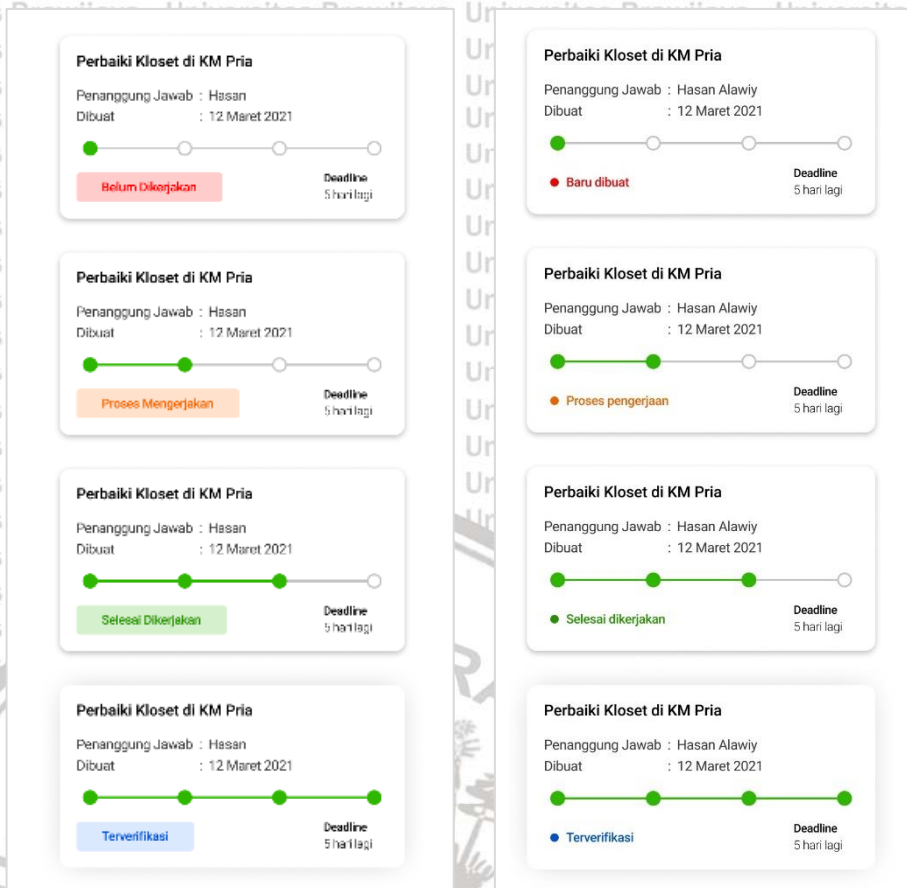 Perbaiki Kloset di KM Pria
Penanggung Jawab : Hasan
Dibuat : 12 Maret 2021
Belum Dikerjakan
Deadline
5 hari lagi
Perbaiki Kloset di KM Pria
Penanggung Jawab : Hasan
Dibuat : 12 Maret 2021
Proses Mengerjakan
Deadline
5 hari lagi
Perbaiki Kloset di KM Pria
Penanggung Jawab : Hasan
Dibuat : 12 Maret 2021
Selesai Dikerjakan
Deadline
5 hari lagi
Perbaiki Kloset di KM Pria
Penanggung Jawab : Hasan
Dibuat : 12 Maret 2021
Terverifikasi
Deadline
5 hari lagi
Perbaiki Kloset di KM Pria
Penanggung Jawab : Hasan Alawiy
Dibuat : 12 Maret 2021
Baru dibuat
Deadline
5 hari lagi
Perbaiki Kloset di KM Pria
Penanggung Jawab : Hasan Alawiy
Dibuat : 12 Maret 2021
Proses pengerjaan
Deadline
5 hari lagi
Perbaiki Kloset di KM Pria
Penanggung Jawab : Hasan Alawiy
Dibuat : 12 Maret 2021
Selesai dikerjakan
Deadline
5 hari lagi
Perbaiki Kloset di KM Pria
Penanggung Jawab : Hasan Alawiy
Dibuat : 12 Maret 2021
Terverifikasi
Deadline
5 hari lagi